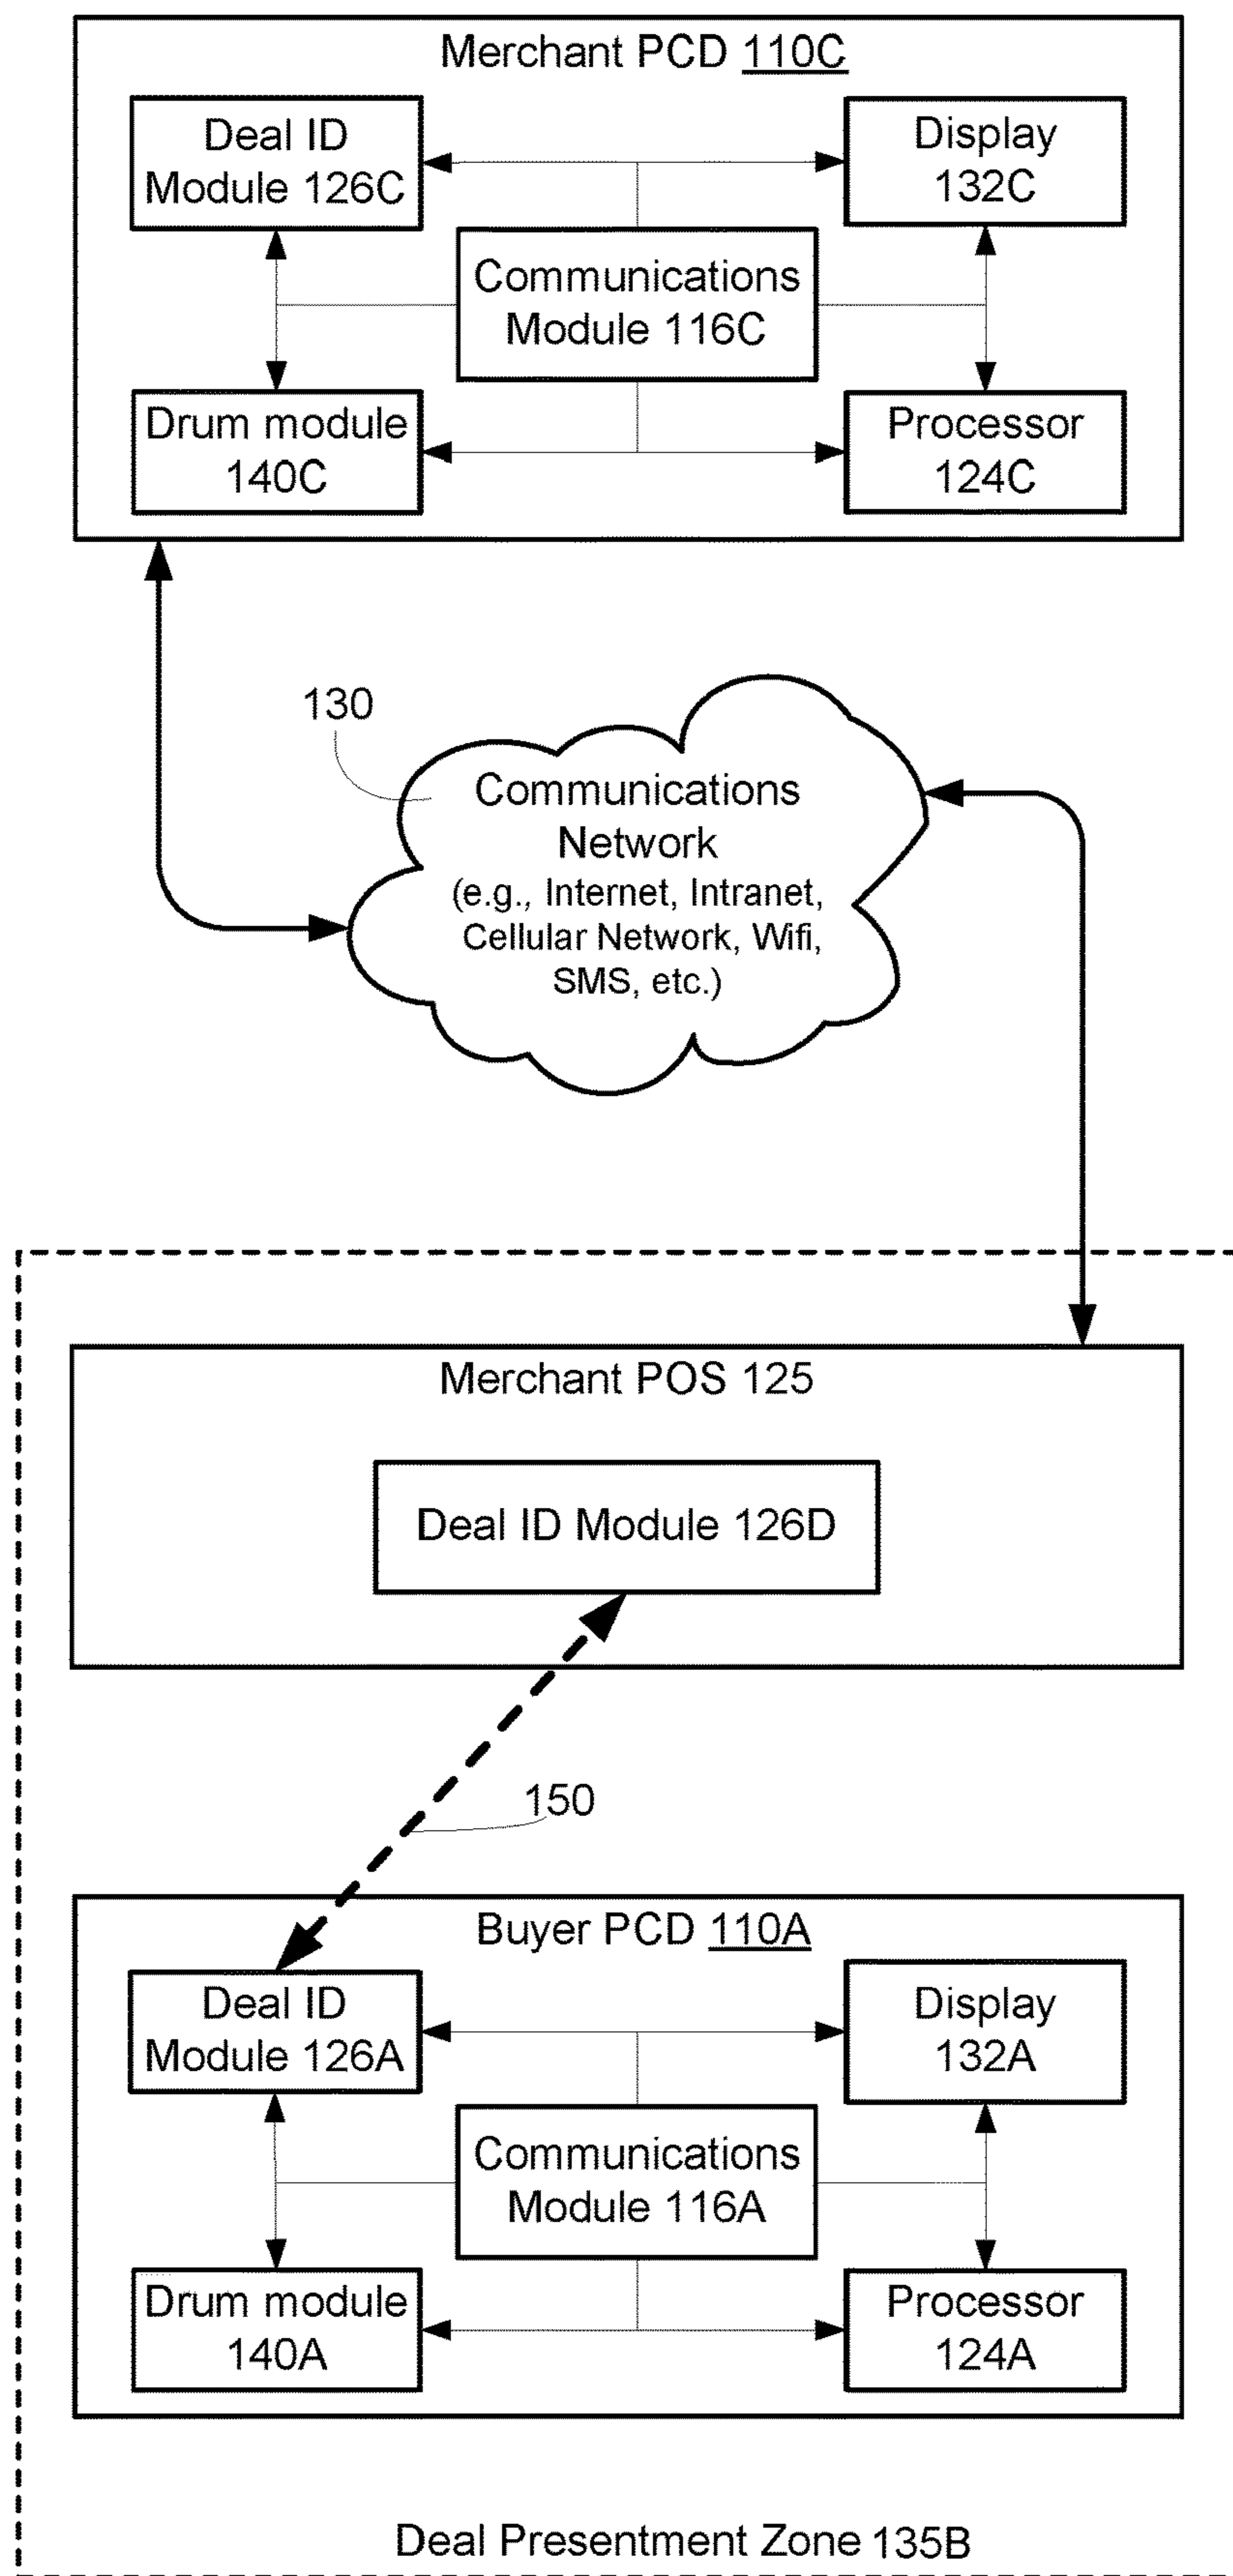 Merchant PCD 110C
Deal ID
Module 126C
Display
132C
Communications
Module 116C
Drum module
140C
Processor
124C
130
Communications
Network
(e.g., Internet, Intranet,
Cellular Network, Wifi,
SMS, etc.)
Merchant POS 125
Deal ID Module 126D
150
Buyer PCD 110A
Deal ID
Module 126A
Display
132A
Communications
Module 116A
Drum module
140A
Processor
124A
Deal Presentment Zone 135B